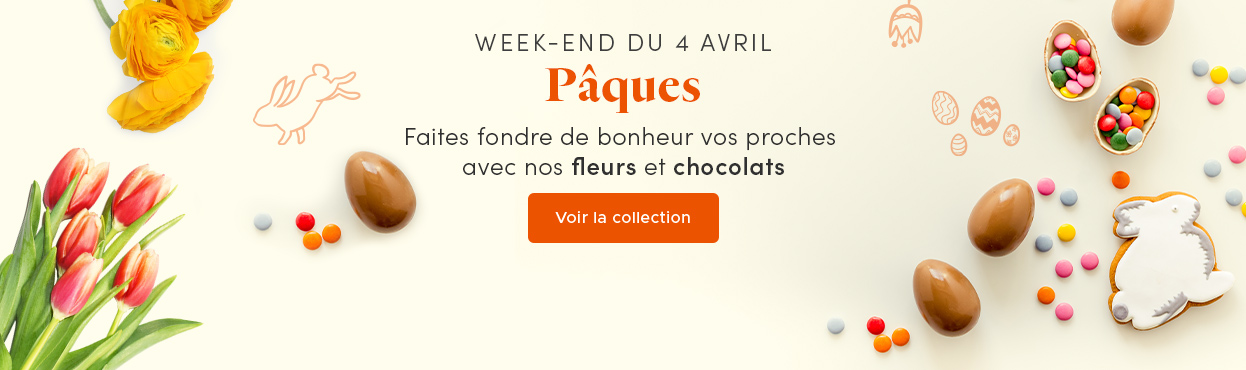 WEEK-END DU 4 AVRIL
Pâques
Faites fondre de bonheur vos proches
avec nos fleurs et chocolats
Voir la collection